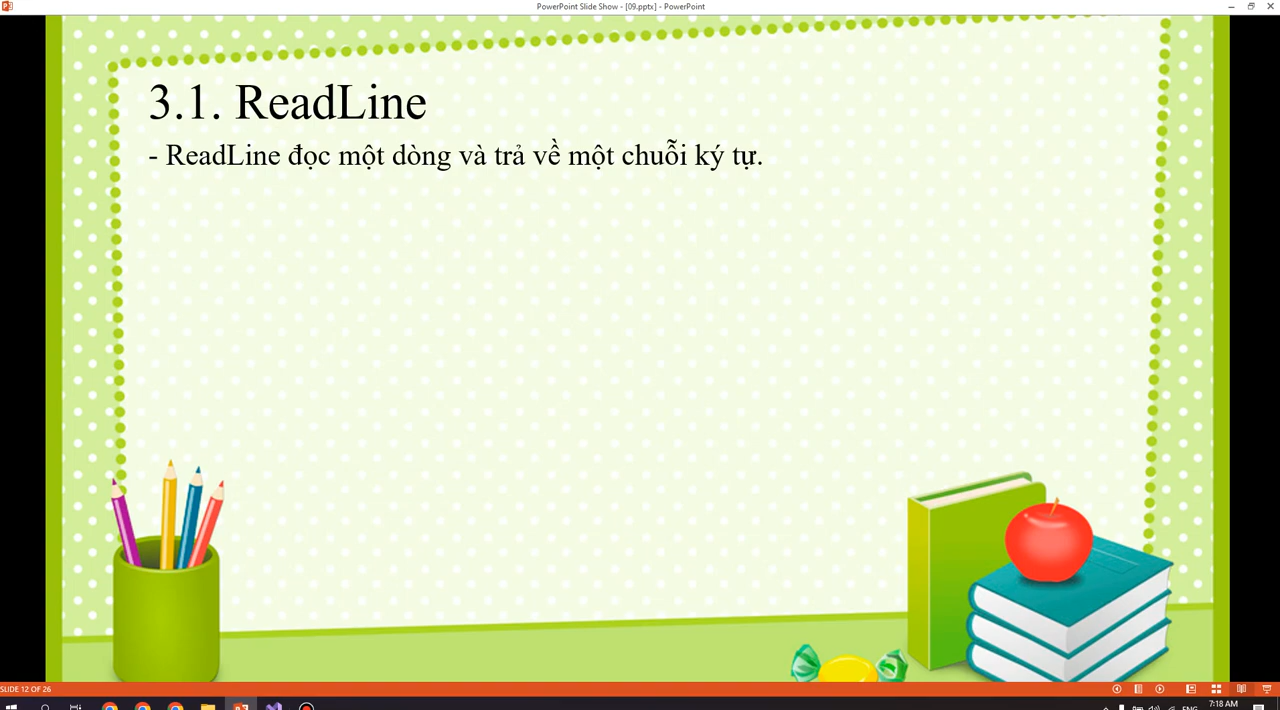 PowerPoint Slide Show - [09.pptx] - PowerPoint
3.1. ReadLine
- ReadLine đọc một dòng và trả về một chuỗi ký tự.
SLIDE 12 OF 26
ENG
7:18 AM